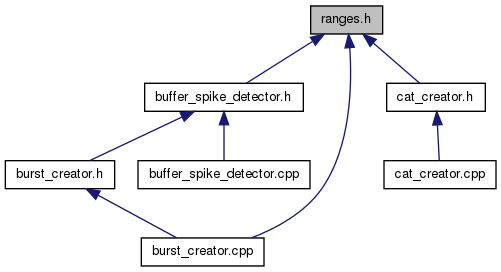 ranges.h
buffer_spike_detector.h
cat_creator.h
burst_creator.h
buffer_spike_detector.cpp
cat_creator.cpp
burst_creator.cpp